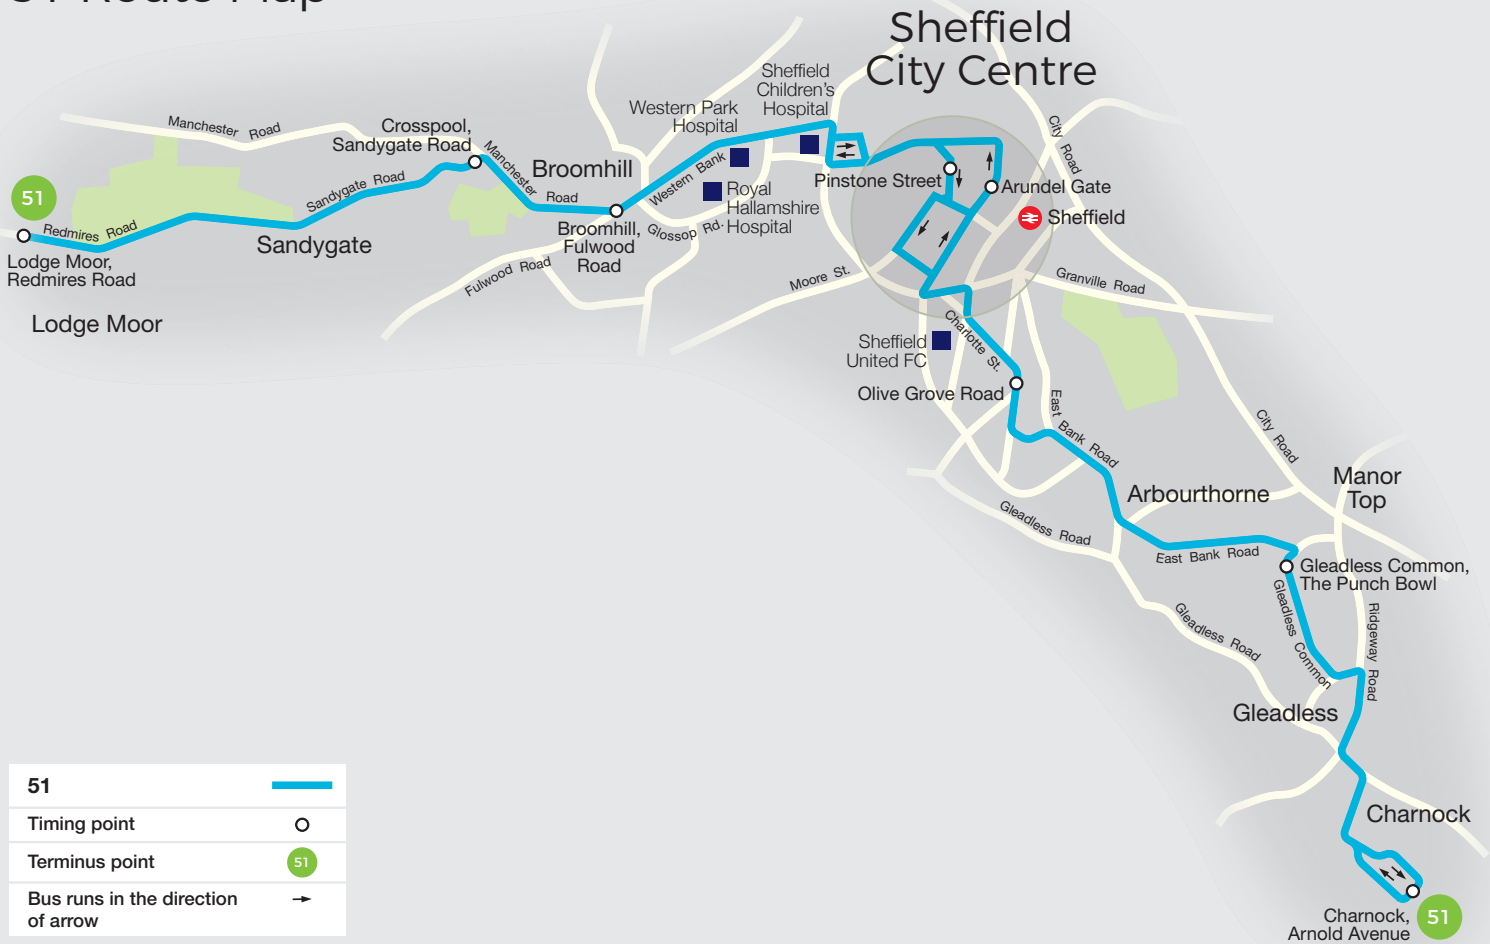 51 Route Map
Sheffield
City Centre
Sheffield
Children's
Hospital
Western Park
Hospital
Manchester Road
Crosspool,
Sandygate Road
Manchester
Road
Broomhill
Western Bank
Royal
Hallamshire
Hospital
Pinstone Street
Arundel Gate
City Road
Sheffield
51
Sandygate Road
Redmires Road
Sandygate
Lodge Moor,
Redmires Road
Lodge Moor
Broomhill,
Fulwood
Road
Glossop Rd.
Fulwood Road
Moore St.
Granville Road
Charlotte St.
Sheffield
United FC
Olive Grove Road
East
Bank Road
City Road
Manor
Top
Arbourthorne
Gleadless Road
East Bank Road
Gleadless Common,
The Punch Bowl
Gleadless Common
Ridgeway Road
Gleadless Road
Gleadless
Charnock
Charnock,
Arnold Avenue
51
51
Timing point
Terminus point
51
Bus runs in the direction
of arrow